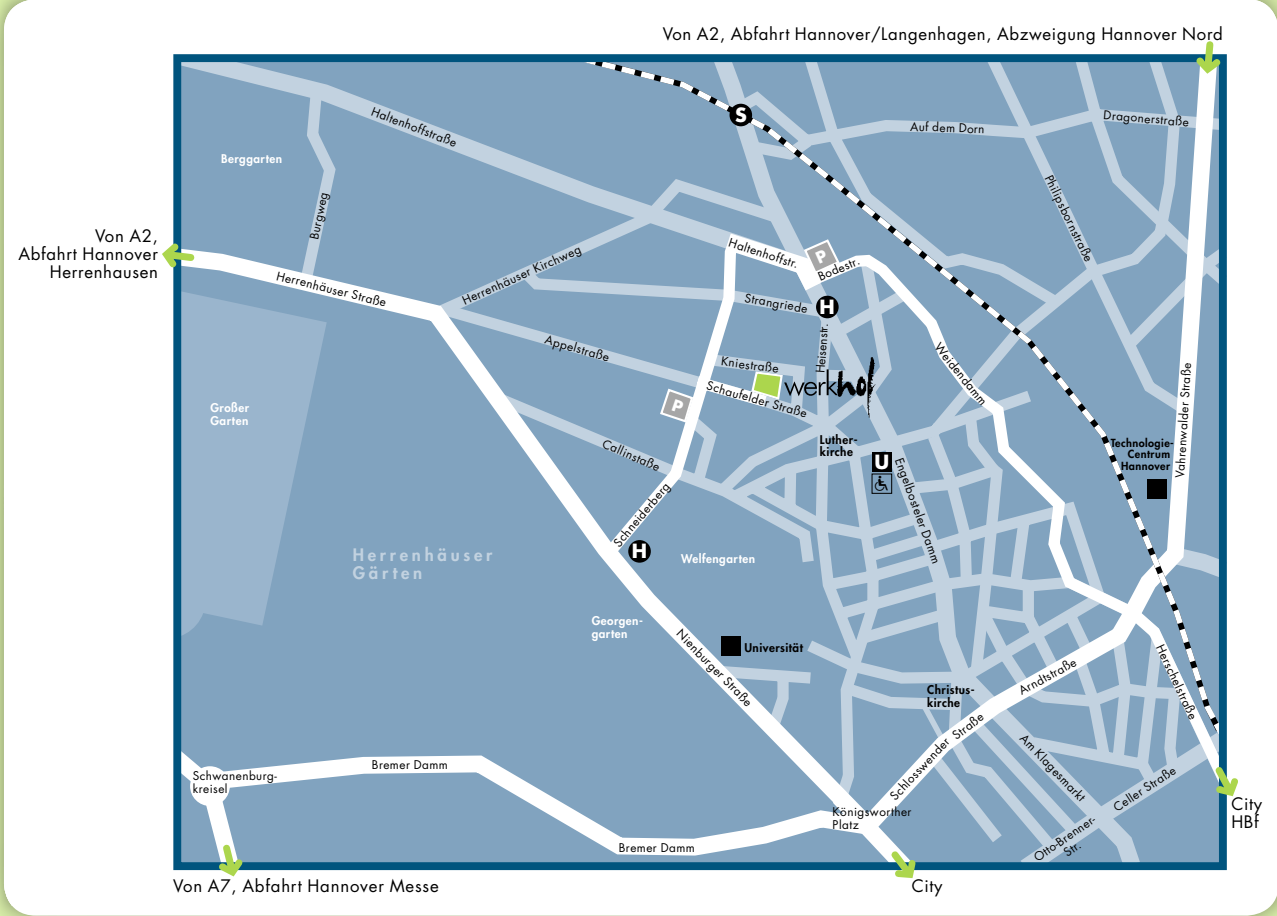 Von A2, Abfahrt Hannover/Langenhagen, Abzweigung Hannover Nord
S
Haltenhoffstraße
Auf dem Dorn
Dragonerstraße
Berggarten
Burgweg
Philipsbornstraße
Von A2,
Abfahrt Hannover
Herrenhausen
Haltenhoffstr.
P
Bodestr.
Herrenhäuser Kirchweg
Herrenhäuser Straße
Strangriede
H
Heisenstr.
Appelstraße
Kniestraße
Weidendamm
werkhof
Schaufelder Straße
P
Vahrenwalder Straße
Großer
Garten
Callinstaße
Luther-
kirche
U
Engelbosteler Damm
Technologie-
Centrum
Hannover
Schneiderberg
H
Welfengarten
Herrenhäuser
Gärten
Georgen-
garten
Nienburger Straße
Universität
Christus-
kirche
Arndtstraße
Herschelstraße
Schlosswender Straße
Am Klagesmarkt
Schwanenburg-
kreisel
Bremer Damm
Bremer Damm
Königsworther
Platz
Celler Straße
Otto-Brenner-
Str.
City
HBf
Von A7, Abfahrt Hannover Messe
City